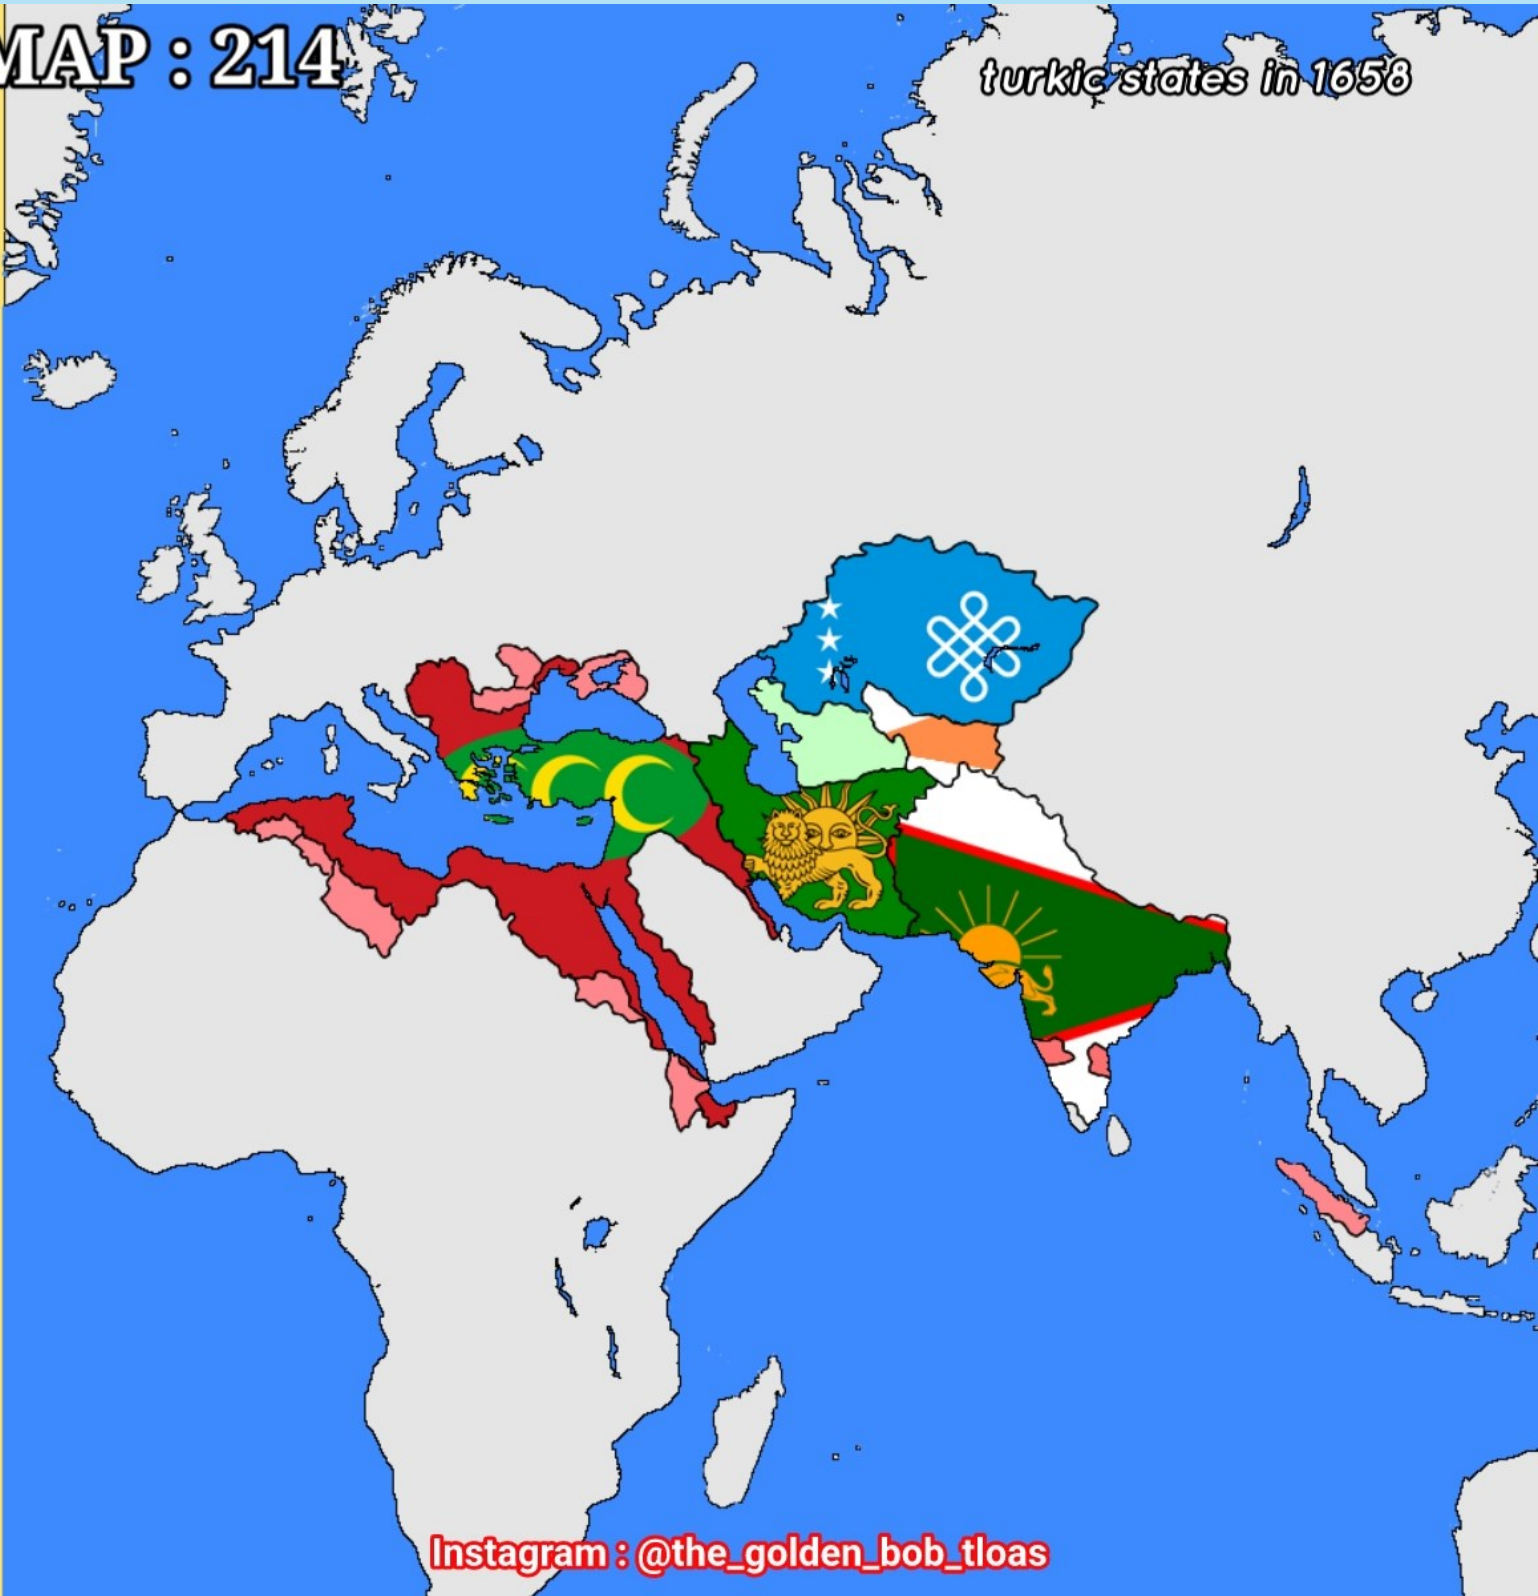 MAP : 214
turkic states in 1658
Instagram : @the_golden_bob_tloas